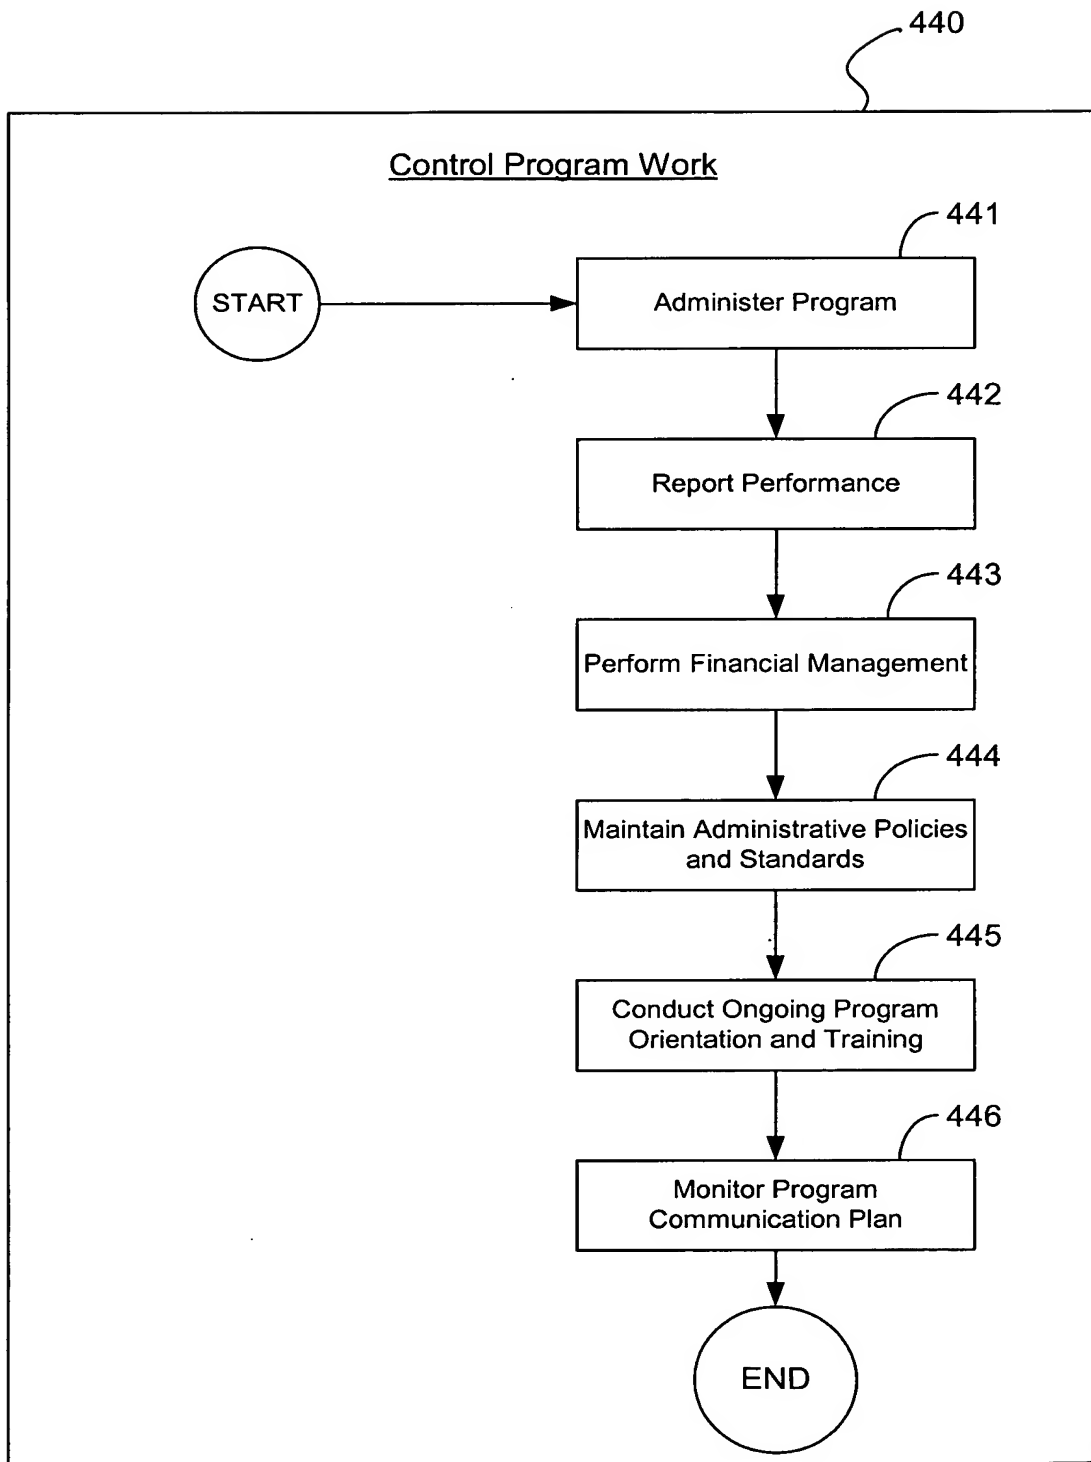 440
Control Program Work
441
START
Administer Program
442
Report Performance
443
Perform Financial Management
444
Maintain Administrative Policies
and Standards
445
Conduct Ongoing Program
Orientation and Training
446
Monitor Program
Communication Plan
END